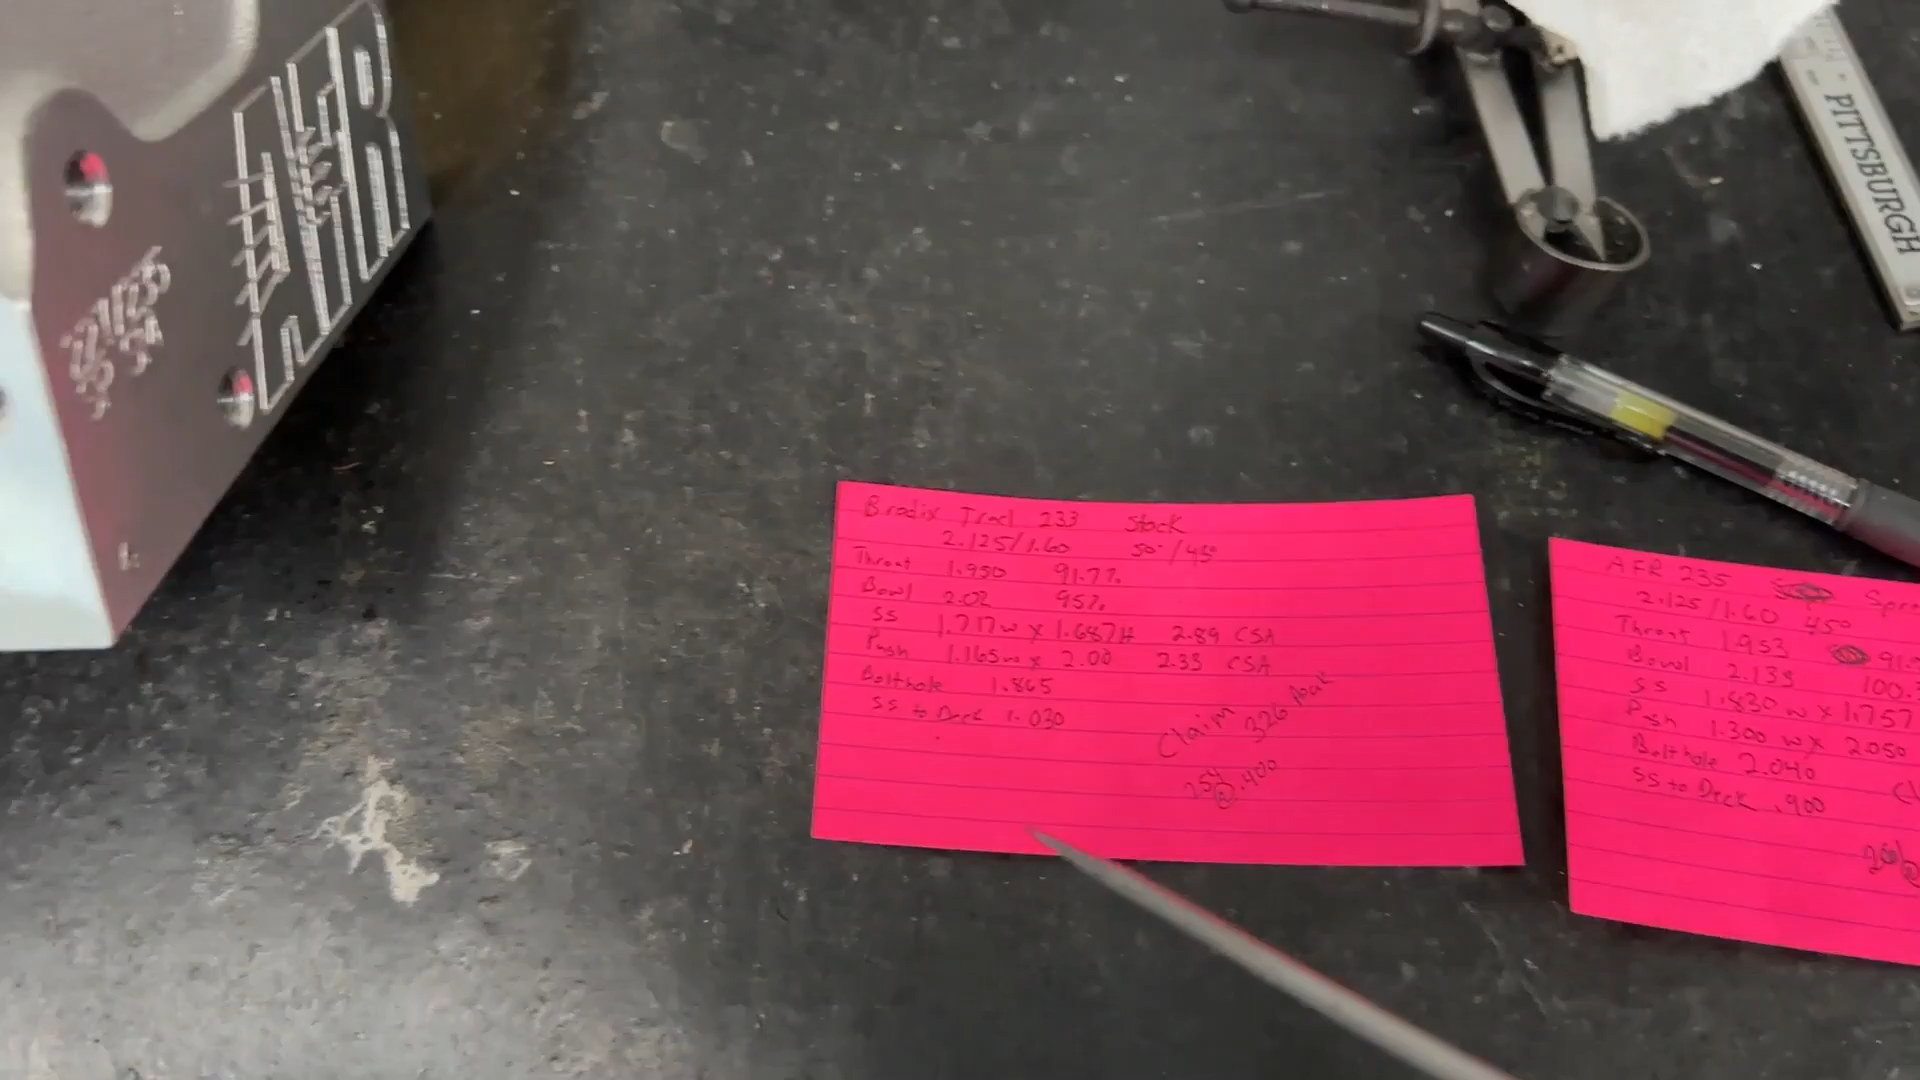 PITTSBURGH
Brodix Track 233 Stock
2.125/1.60 50°/45°
Throat 1.950 91.7%
Bowl 2.02 95%
SS 1.717w x 1.687H 2.89 CSA
Push 1.165w x 2.00 2.33 CSA
Bolthole 1.865
SS to Deck 1.030
Claim
326 Peak
254 @ .400
AFR 235
2.125/1.60 45°
Throat 1.953
Bowl 2.135 100.
SS 1.830 w x 1.757
Push 1.300 w x 2.050
Bolthole 2.040
SS to Deck .900